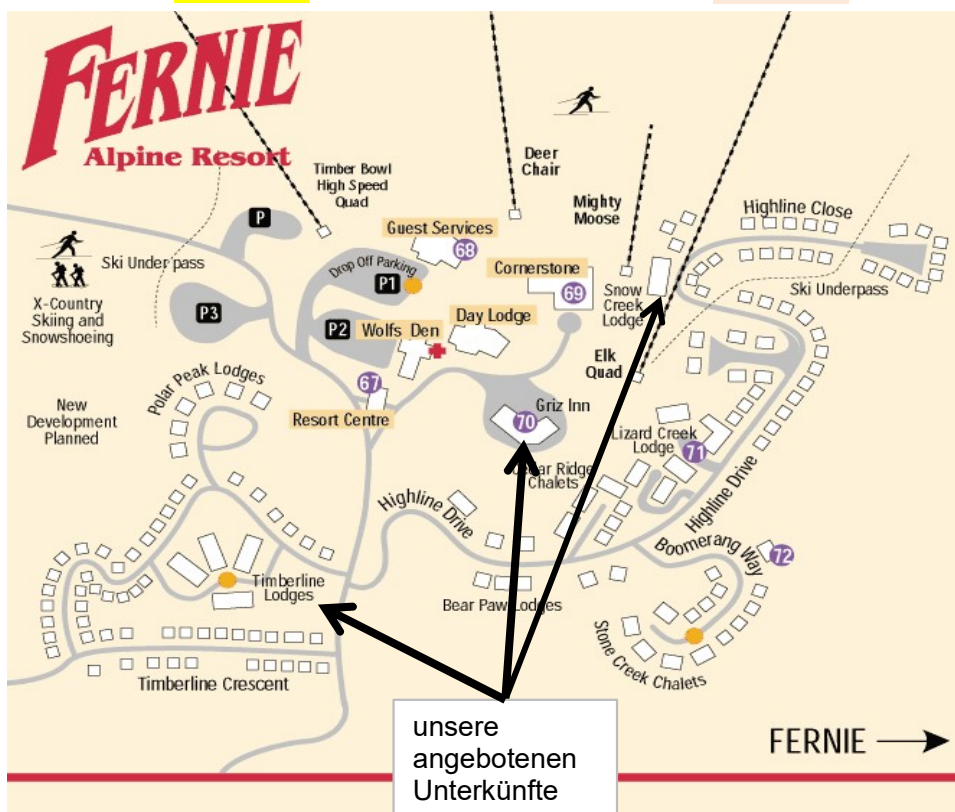 FERNIE
Alpine Resort
Timber Bowl
High Speed
Quad
Deer
Chair
Mighty
Moose
Highline Close
P
Guest Services
68
Ski Underpass
Drop Off Parking
P1
Cornerstone
69
Snow
Creek
Lodge
Ski Underpass
X-Country
Skiing and
Snowshoeing
P3
P2
Wolfs Den
Day Lodge
Elk
Quad
Polar Peak Lodges
67
Resort Centre
New
Development
Planned
Griz Inn
70
Lizard Creek
Lodge
71
Ridge
Chalets
Highline Drive
Highline Drive
Boomerang Way
72
Timberline
Lodges
Bear Paw Lodges
Stone Creek Chalets
Timberline Crescent
unsere
angebotenen
Unterkünfte
FERNIE